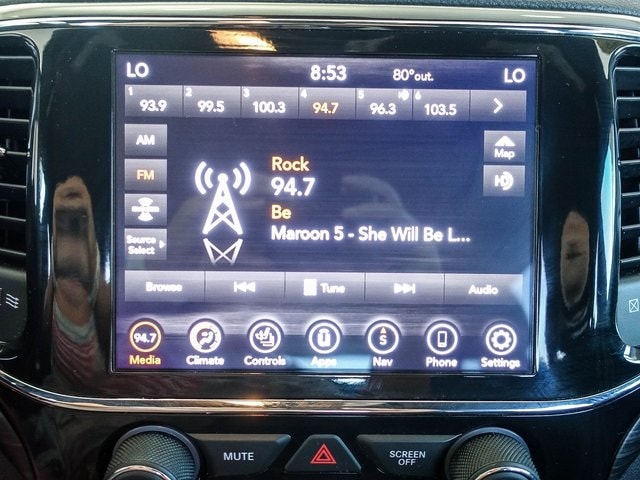 LO 8:53 80°out. LO
1 93.9 2 99.5 3 100.3 4 94.7 5 96.3 6 103.5
AM
Map
FM
Rock
94.7
Be
Source
Select
Maroon 5 - She Will Be L...
Browse Tune Audio
94.7 S
Media Climate Controls Apps Nav Phone Settings
MUTE SCREEN
OFF